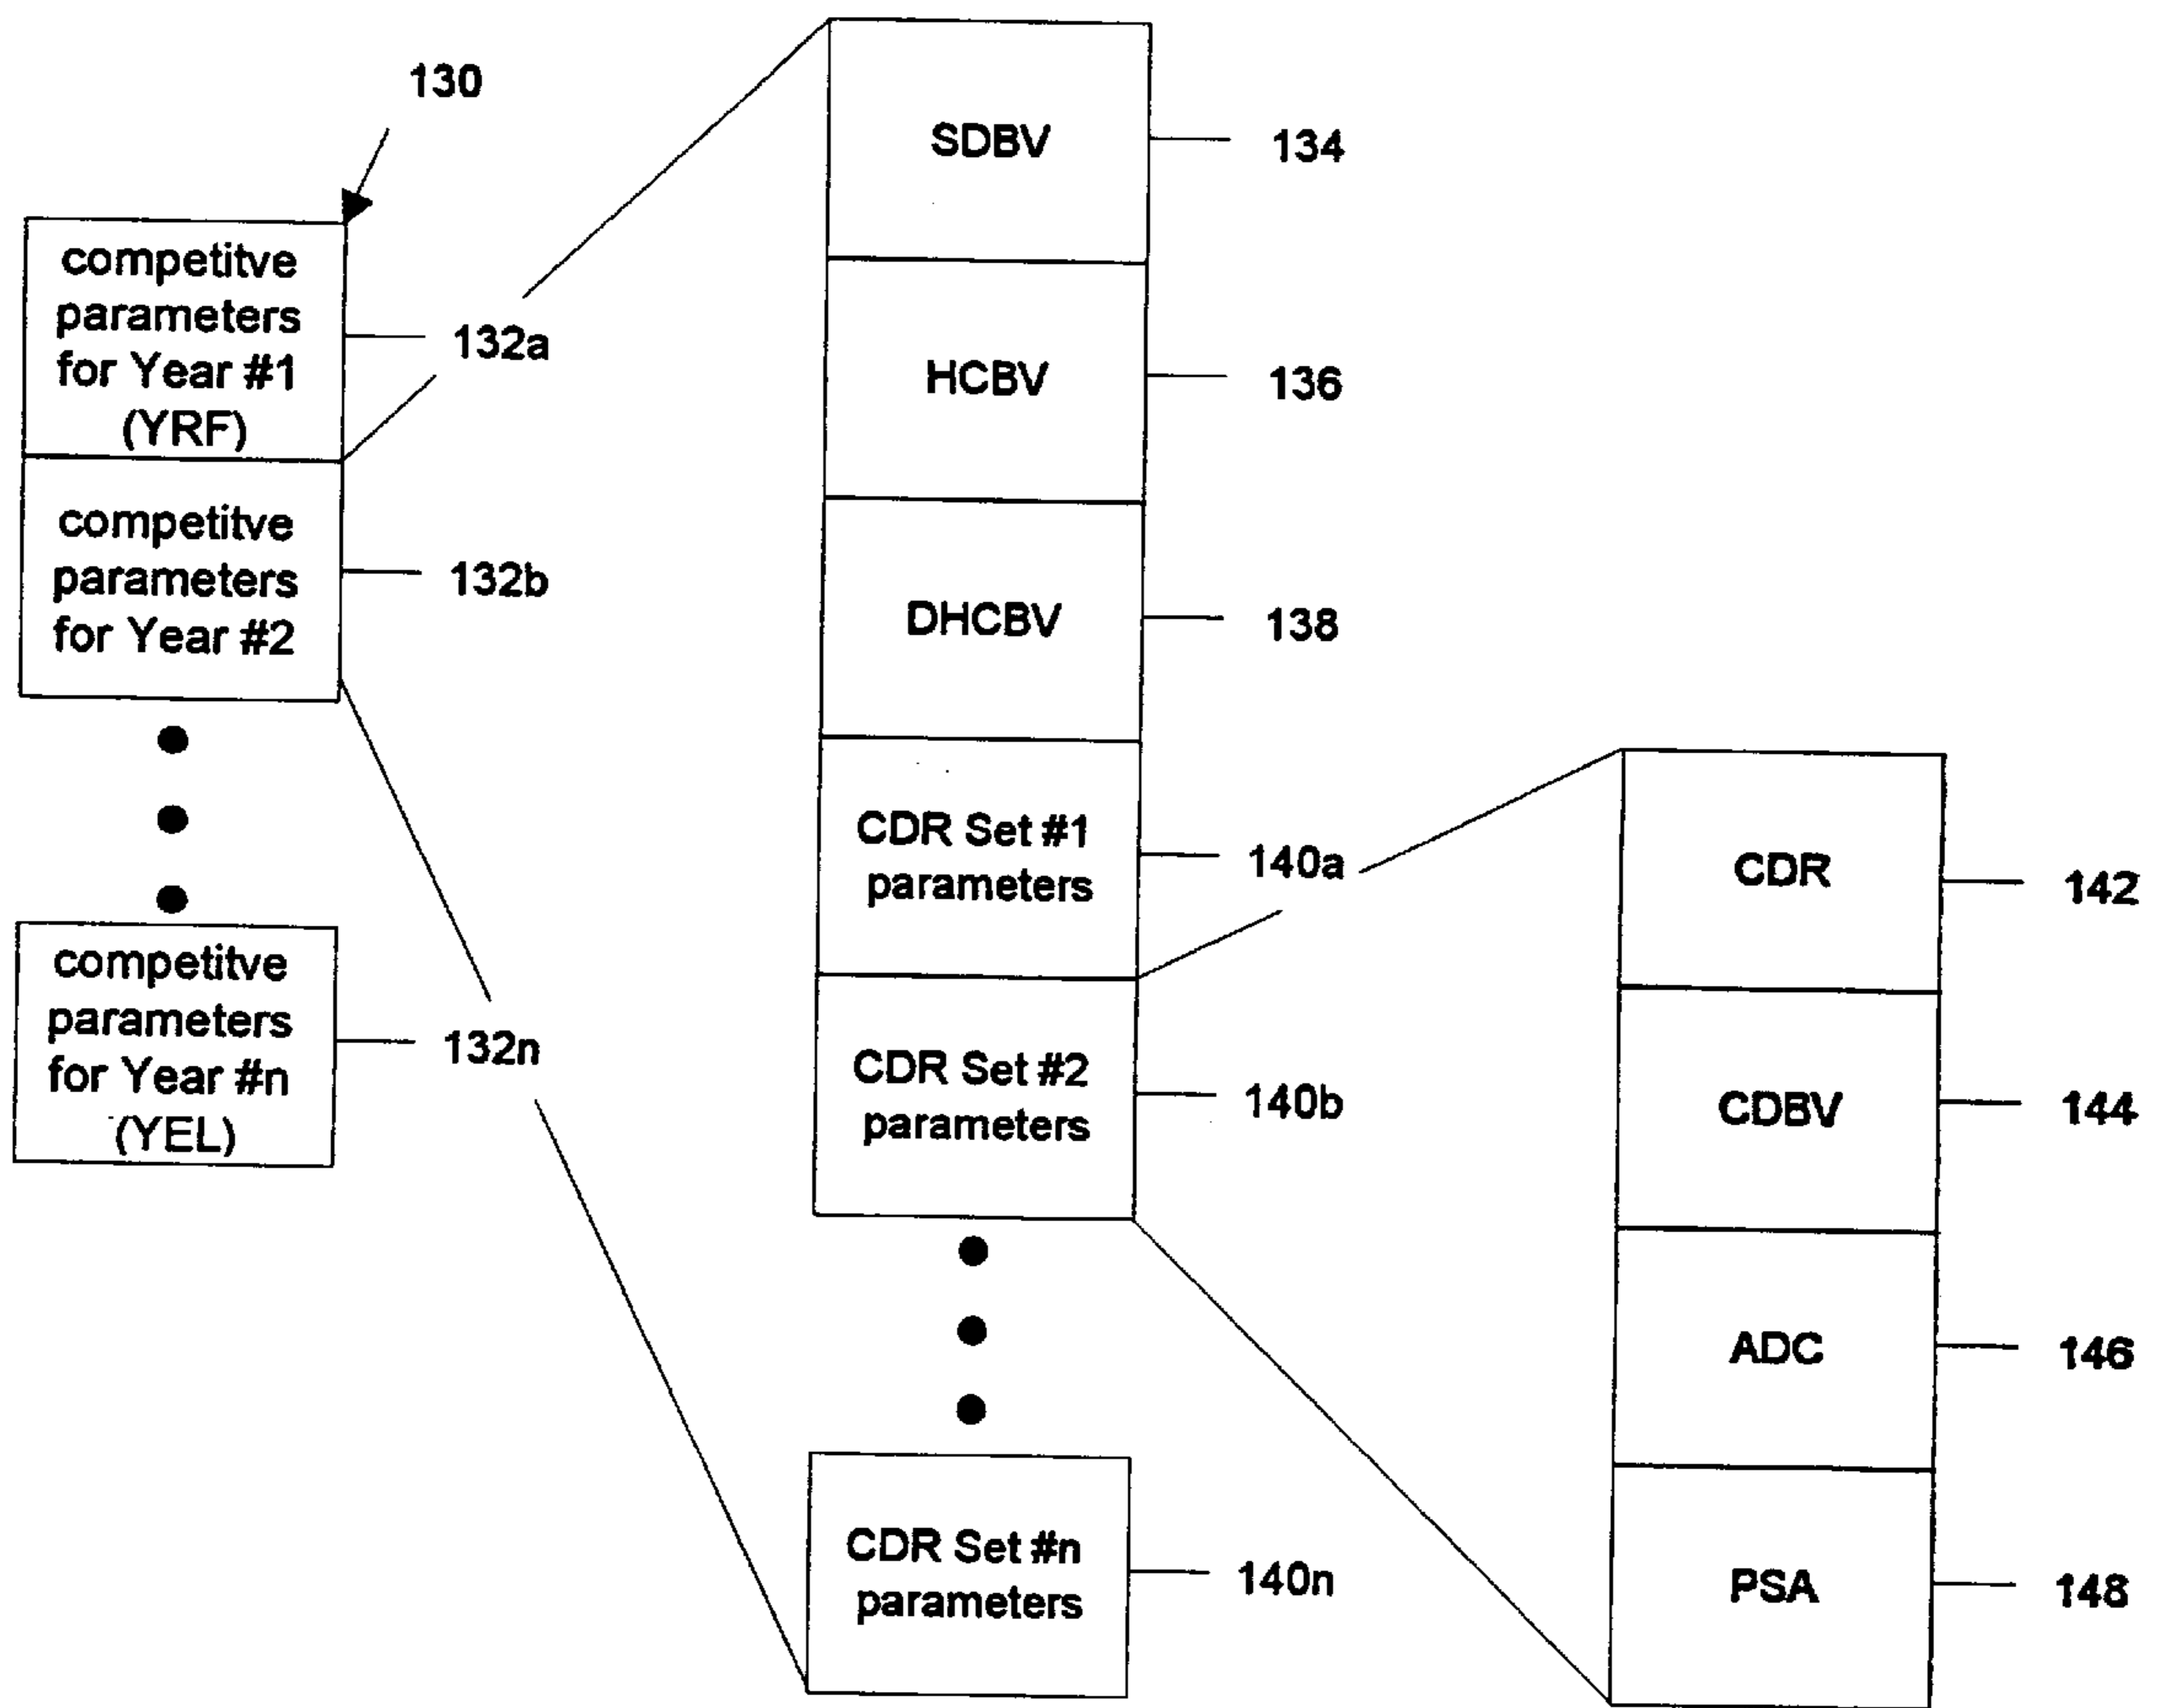 130
competitve
parameters
for Year #1
(YRF)
132a
competitve
parameters
for Year #2
132b
competitve
parameters
for Year #n
(YEL)
132n
SDBV
134
HCBV
136
DHCBV
138
CDR Set #1
parameters
140a
CDR Set #2
parameters
140b
CDR Set #n
parameters
140n
CDR
142
CDBV
144
ADC
146
PSA
148